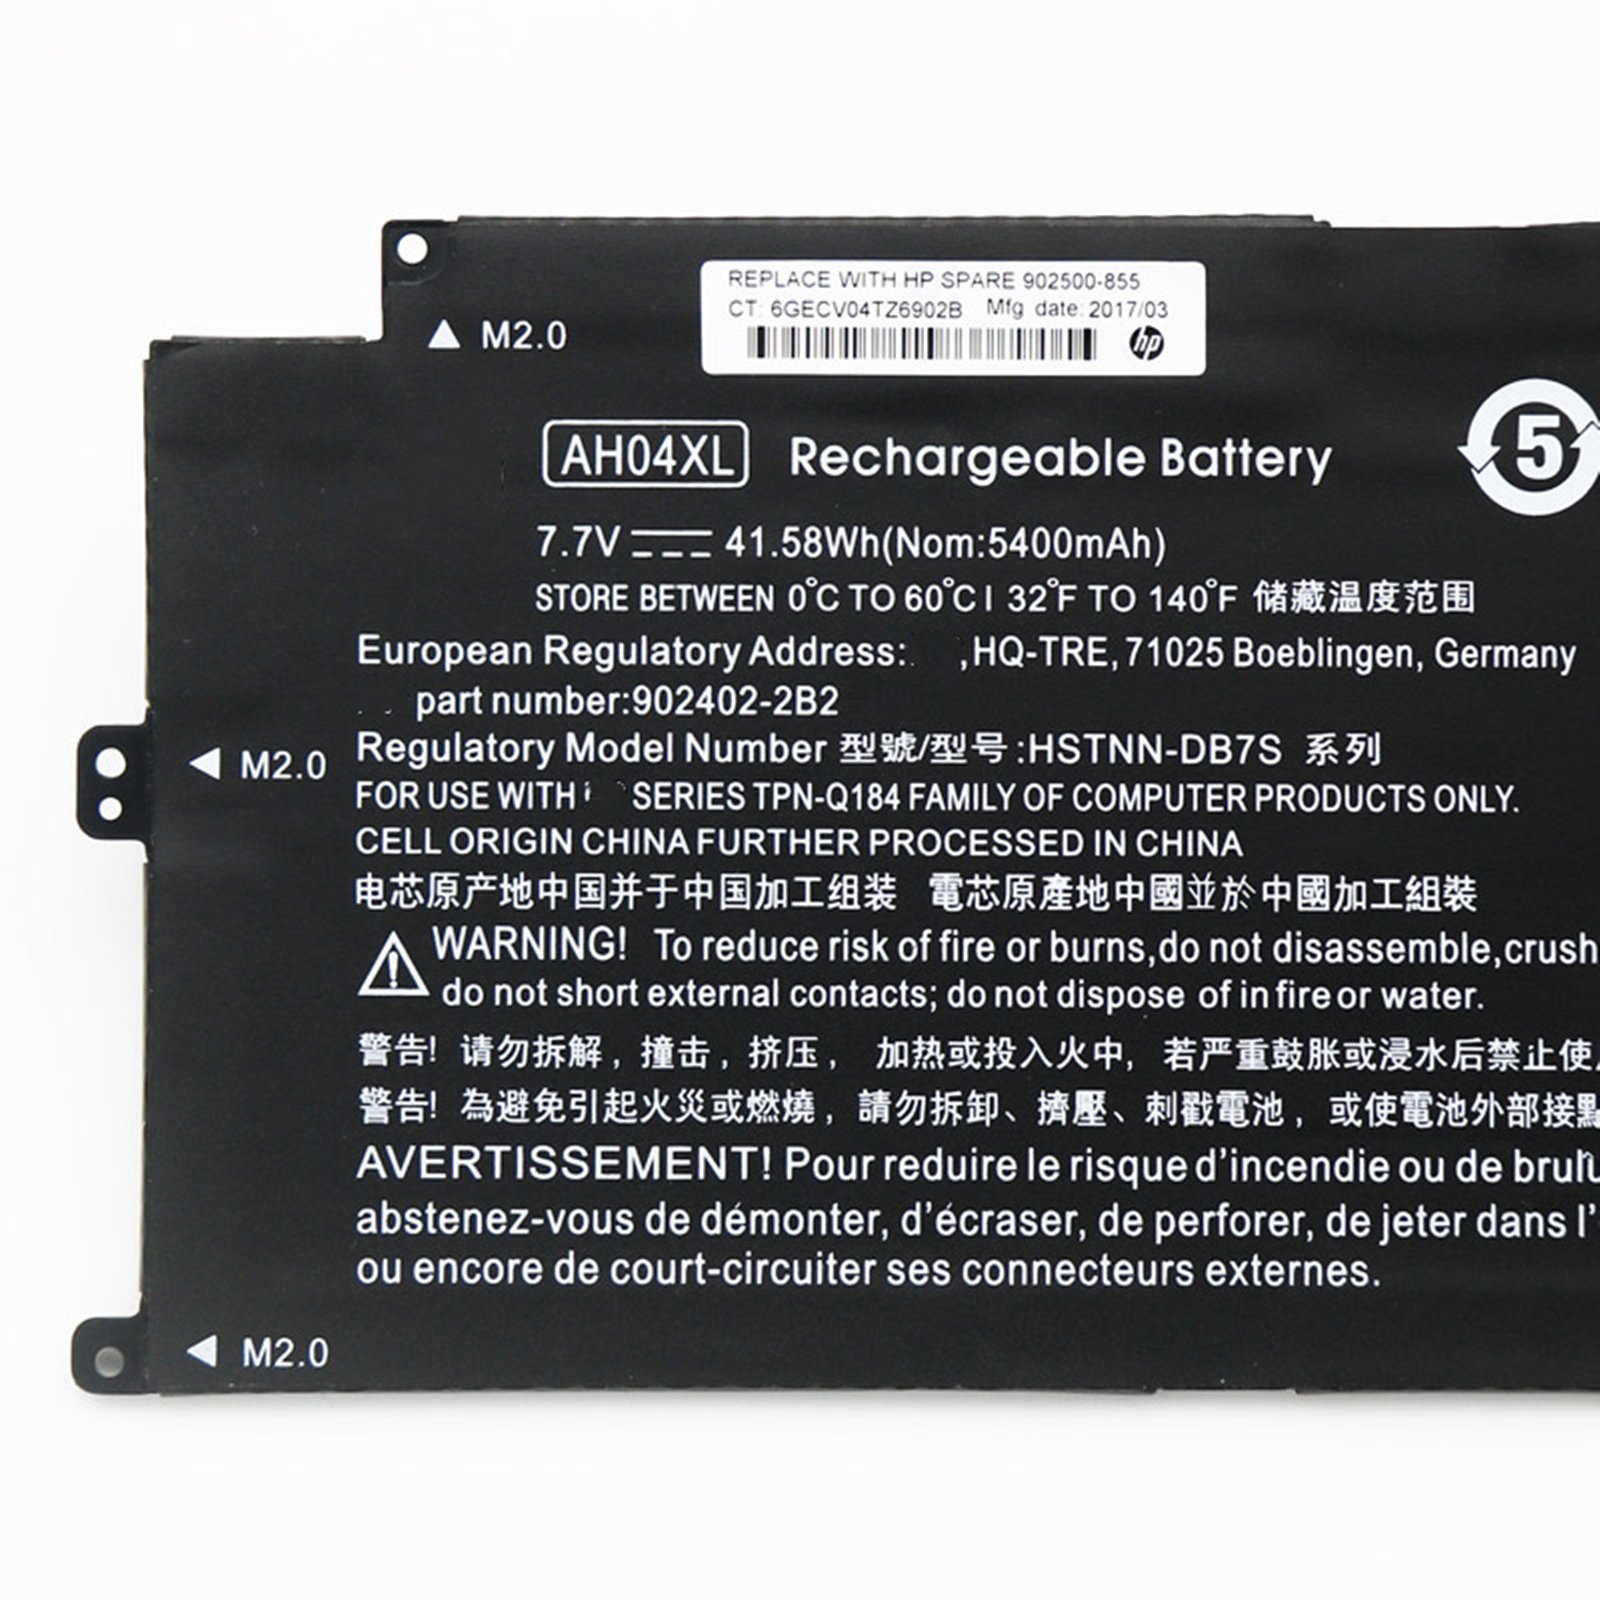 REPLACE WITH HP SPARE 902500-855
CT: 6GECV04TZ6902B Mfg date: 2017/03
hp
M2.0
AH04XL Rechargeable Battery
5
7.7V 41.58Wh(Nom:5400mAh)
STORE BETWEEN 0°C TO 60°C I 32°F TO 140°F 储藏温度范围
European Regulatory Address: ,HQ-TRE, 71025 Boeblingen, Germany
part number:902402-2B2
M2.0
Regulatory Model Number 型號/型号:HSTNN-DB7S 系列
FOR USE WITH SERIES TPN-Q184 FAMILY OF COMPUTER PRODUCTS ONLY.
CELL ORIGIN CHINA FURTHER PROCESSED IN CHINA
电芯原产地中国并于中国加工组装 電芯原產地中國並於中國加工組裝
WARNING! To reduce risk of fire or burns,do not disassemble,crush
do not short external contacts; do not dispose of in fire or water.
警告! 请勿拆解, 撞击, 挤压, 加热或投入火中, 若严重鼓胀或浸水后禁止使
警告! 為避免引起火災或燃燒, 請勿拆卸、擠壓、刺戳電池, 或使電池外部接點
AVERTISSEMENT! Pour reduire le risque d'incendie ou de
abstenez-vous de démonter, d'écraser, de perforer, de jeter dans l'
ou encore de court-circuiter ses connecteurs externes.
M2.0